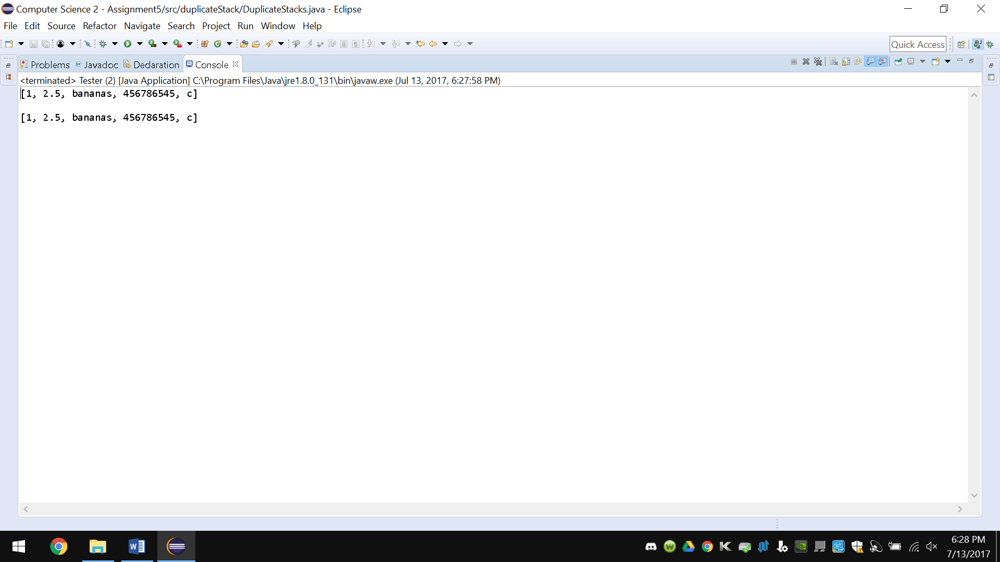 Computer Science 2 - Assignment5/src/duplicateStack/DuplicateStacks.java - Eclipse
File Edit Source Refactor Navigate Search Project Run Window Help
Quick Access
Problems @ Javadoc Declaration Console
<terminated> Tester (2) [Java Application] C:\Program Files\Java\jre1.8.0_131\bin\javaw.exe (Jul 13, 2017, 6:27:58 PM)
[1, 2.5, bananas, 456786545, c]
[1, 2.5, bananas, 456786545, c]
6:28 PM
7/13/2017